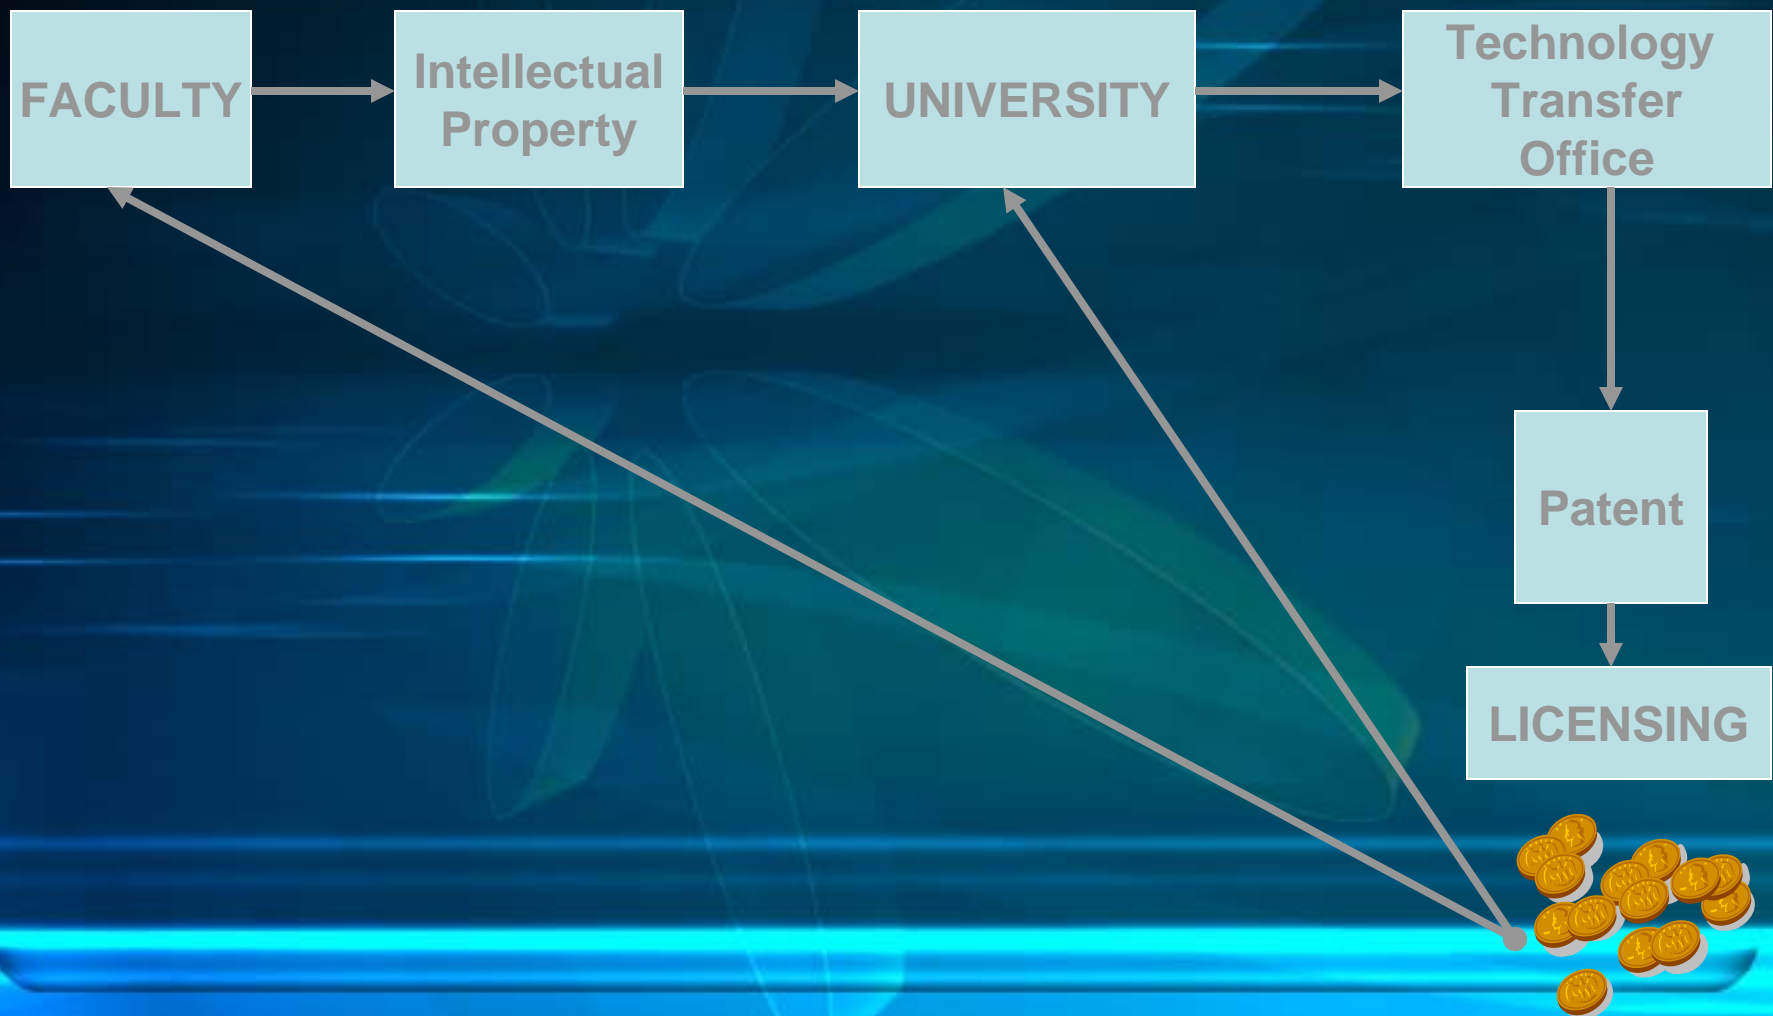 FACULTY
Intellectual
Property
UNIVERSITY
Technology
Transfer
Office
Patent
LICENSING